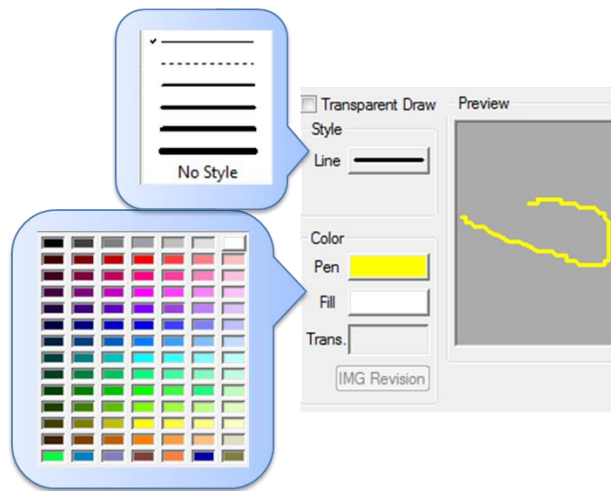 No Style
Transparent Draw
Preview
Style
Line
Color
Pen
Fill
Trans.
IMG Revision